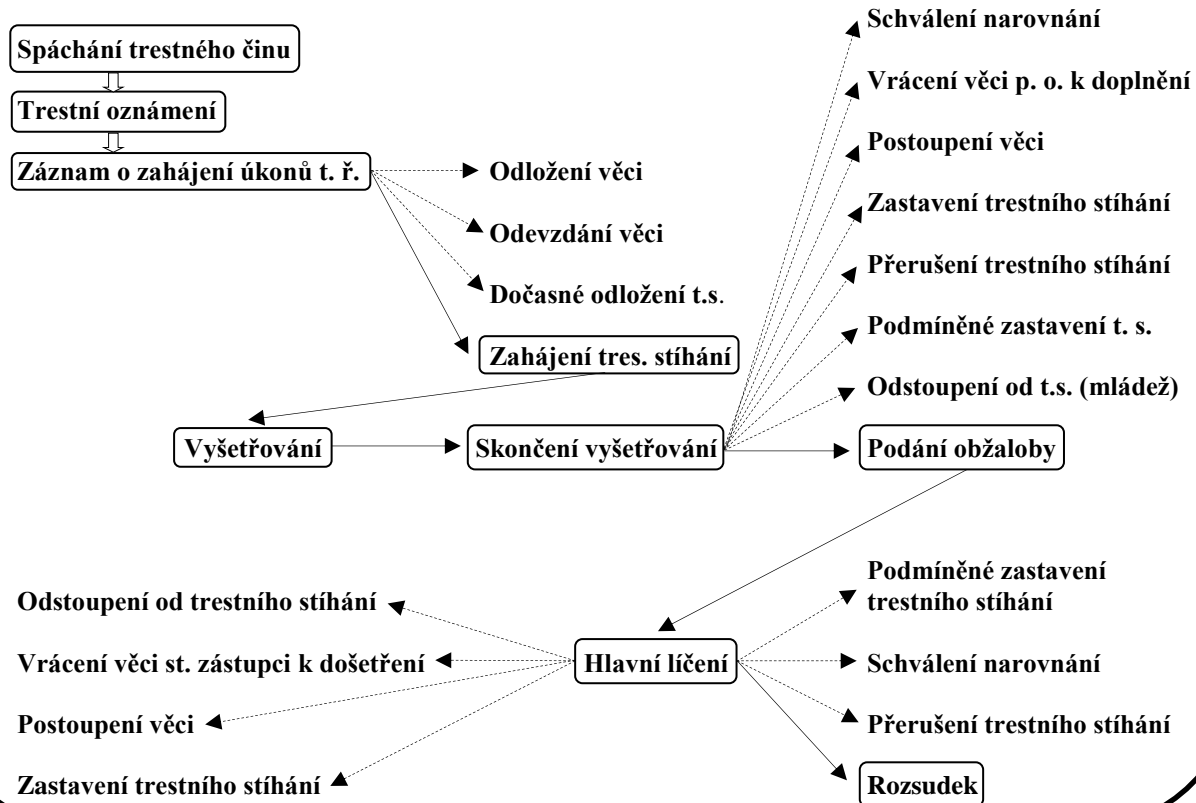 Schválení narovnání
Spáchání trestného činu
Vrácení věci p. o. k doplnění
Trestní oznámení
Postoupení věci
Záznam o zahájení úkonů t. ř.
Odložení věci
Zastavení trestního stíhání
Odevzdání věci
Přerušení trestního stíhání
Dočasné odložení t.s.
Podmíněné zastavení t. s.
Zahájení tres. stíhání
Odstoupení od t.s. (mládež)
Vyšetřování
Skončení vyšetřování
Podání obžaloby
Podmíněné zastavení
trestního stíhání
Odstoupení od trestního stíhání
Vrácení věci st. zástupci k došetření
Hlavní líčení
Schválení narovnání
Postoupení věci
Přerušení trestního stíhání
Zastavení trestního stíhání
Rozsudek